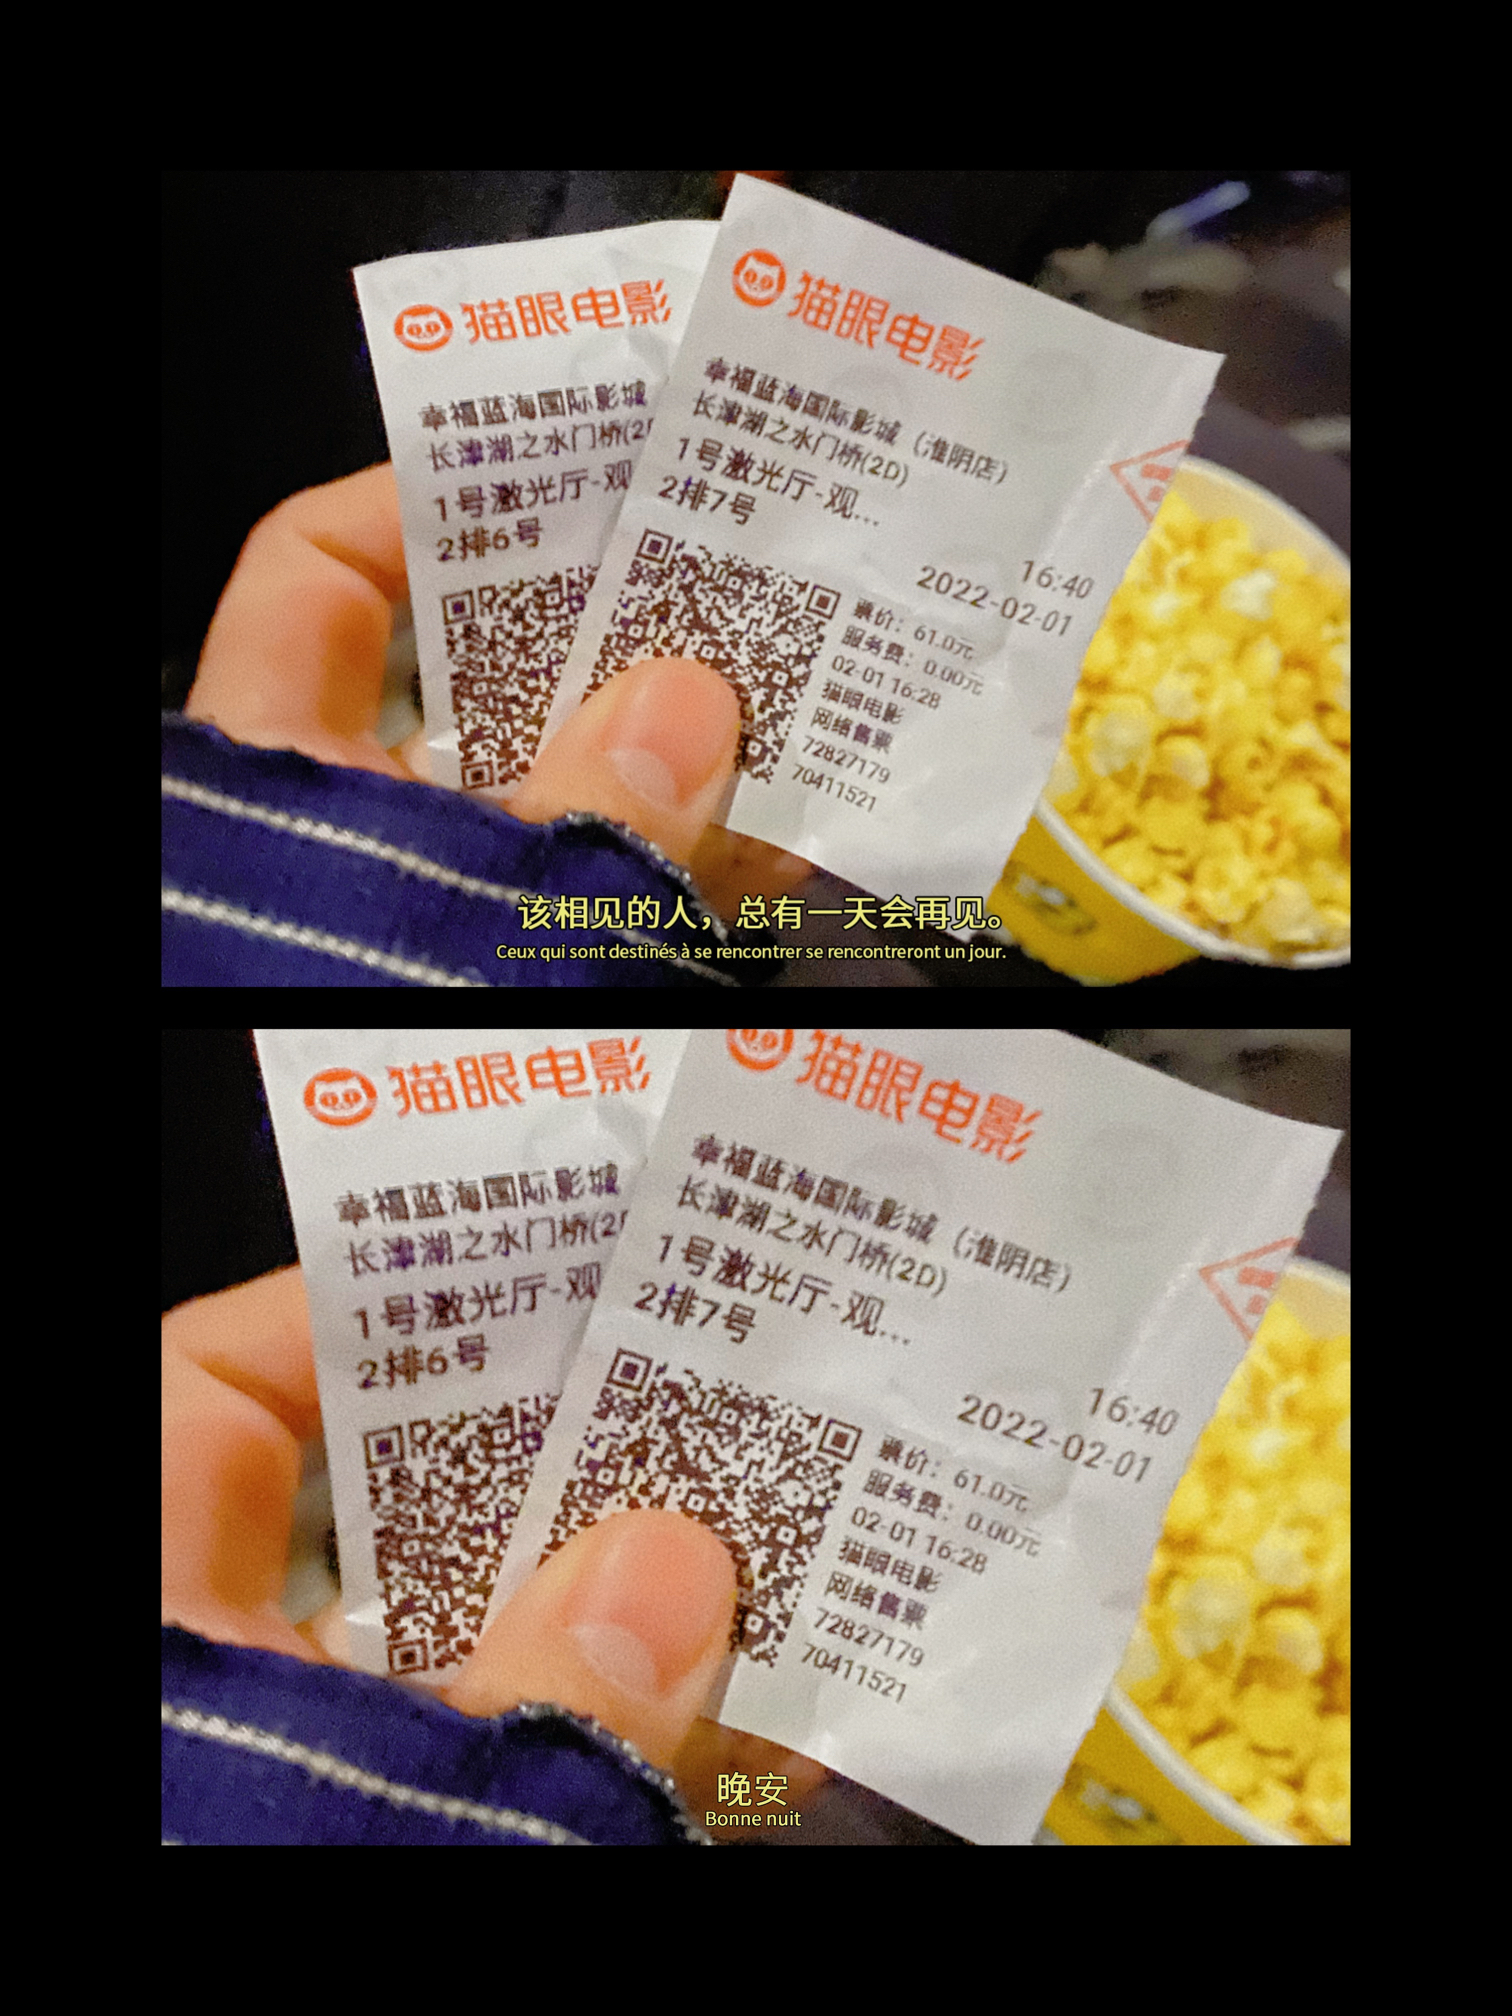 猫眼电影
幸福蓝海国际影城
长津湖之水门桥(2
1号激光厅-观
2排6号
猫眼电影
幸福蓝海国际影城（淮阴店）
长津湖之水门桥(2D)
1号激光厅-观...
2排7号
16:40
2022-02-01
票价：61.0元
服务费：0.00元
02-01 16:28
猫眼电影
网络售票
72827179
70411521
该相见的人，总有一天会再见。
Ceux qui sont destinés à se rencontrer se rencontreront un jour.
猫眼电影
幸福蓝海国际影城
长津湖之水门桥(2
1号激光厅-观
2排6号
猫眼电影
幸福蓝海国际影城（淮阴店）
长津湖之水门桥(2D)
1号激光厅-观...
2排7号
16:40
2022-02-01
票价：61.0元
服务费：0.00元
02-01 16:28
猫眼电影
网络售票
72827179
70411521
晚安
Bonne nuit